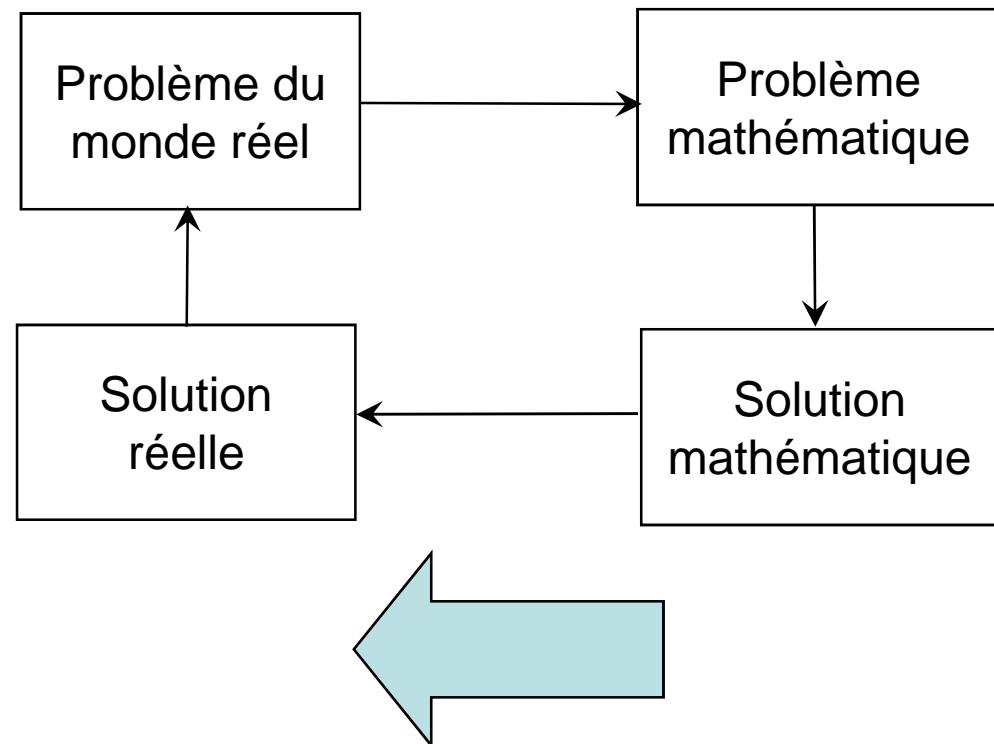 Problème du
monde réel
Problème
mathématique
Solution
réelle
Solution
mathématique